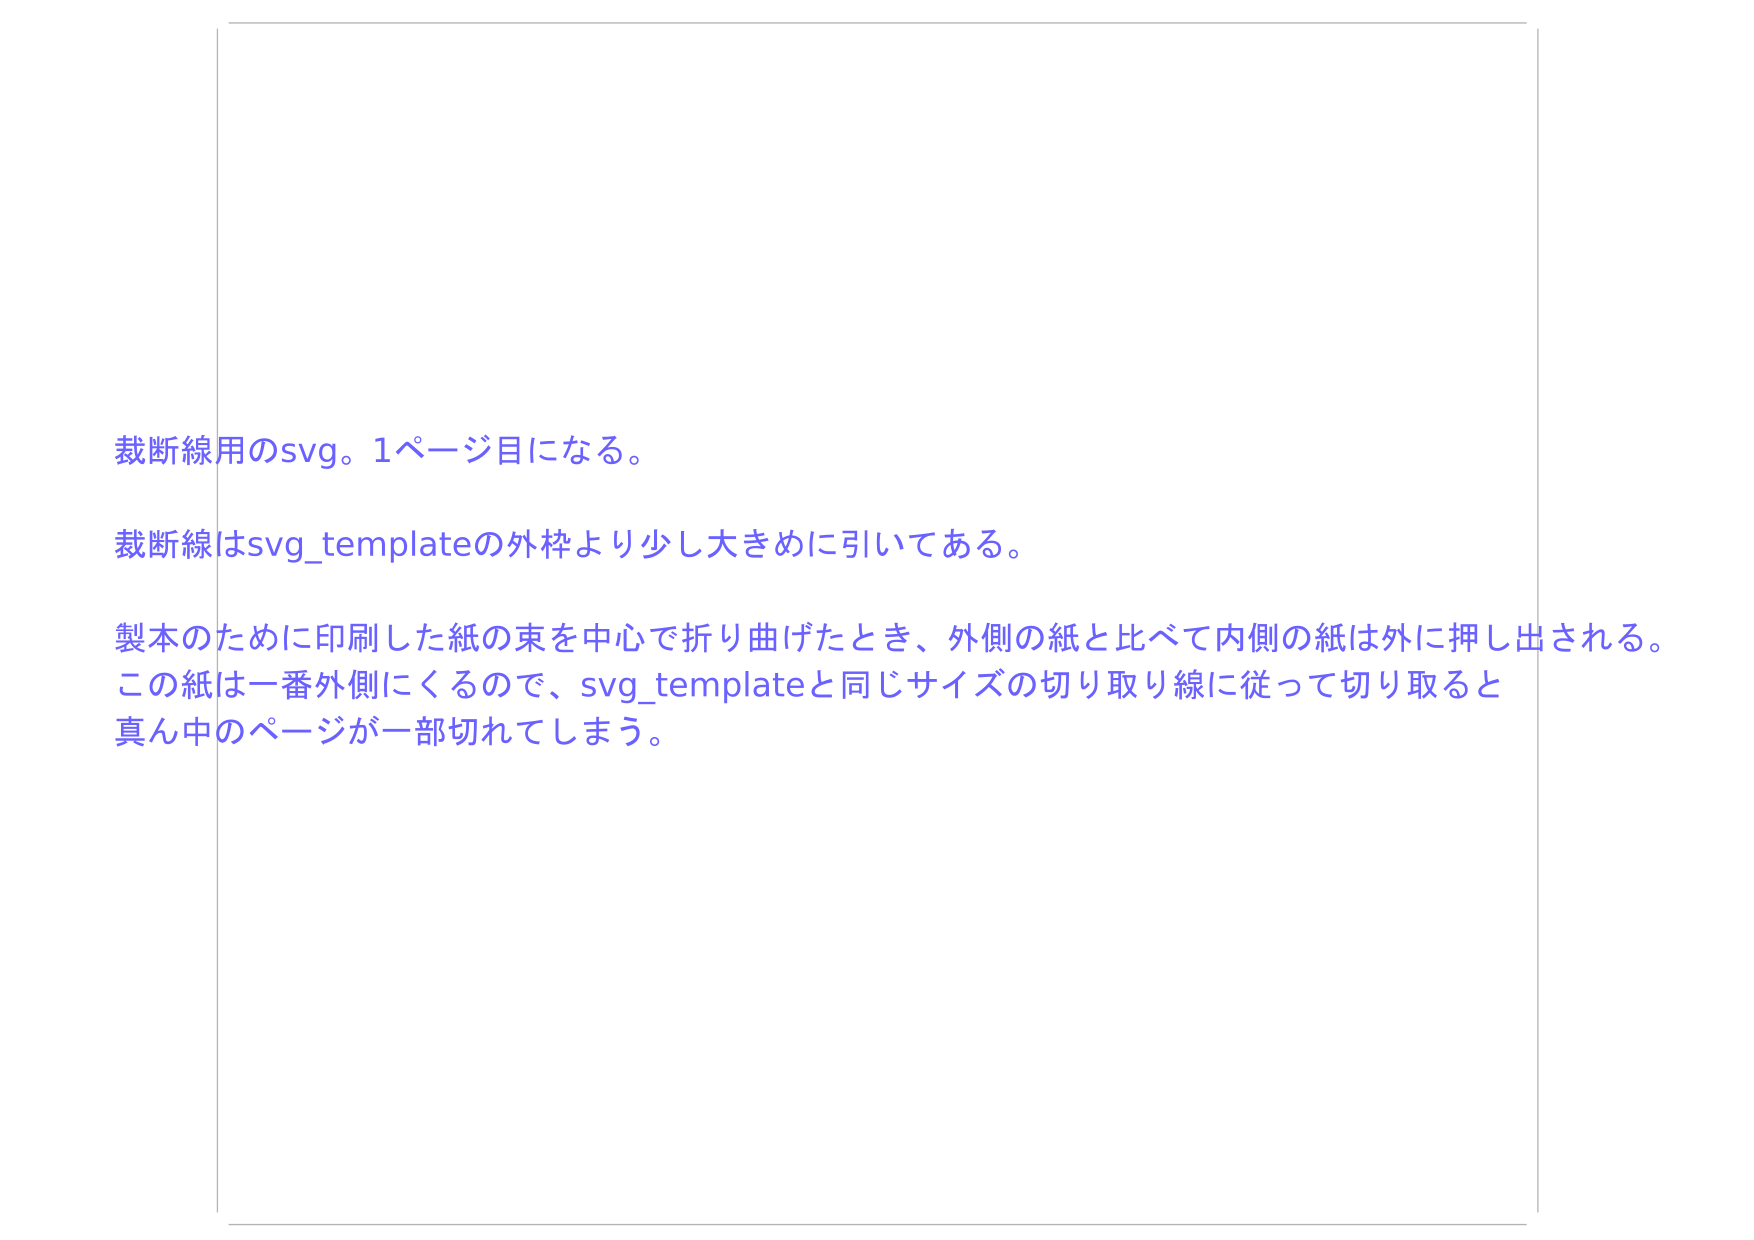 裁断線用のsvg。1ページ目になる。
裁断線はsvg_templateの外枠より少し大きめに引いてある。
製本のために印刷した紙の束を中心で折り曲げたとき、外側の紙と比べて内側の紙は外に押し出される。
この紙は一番外側にくるので、svg_templateと同じサイズの切り取り線に従って切り取ると
真ん中のページが一部切れてしまう。